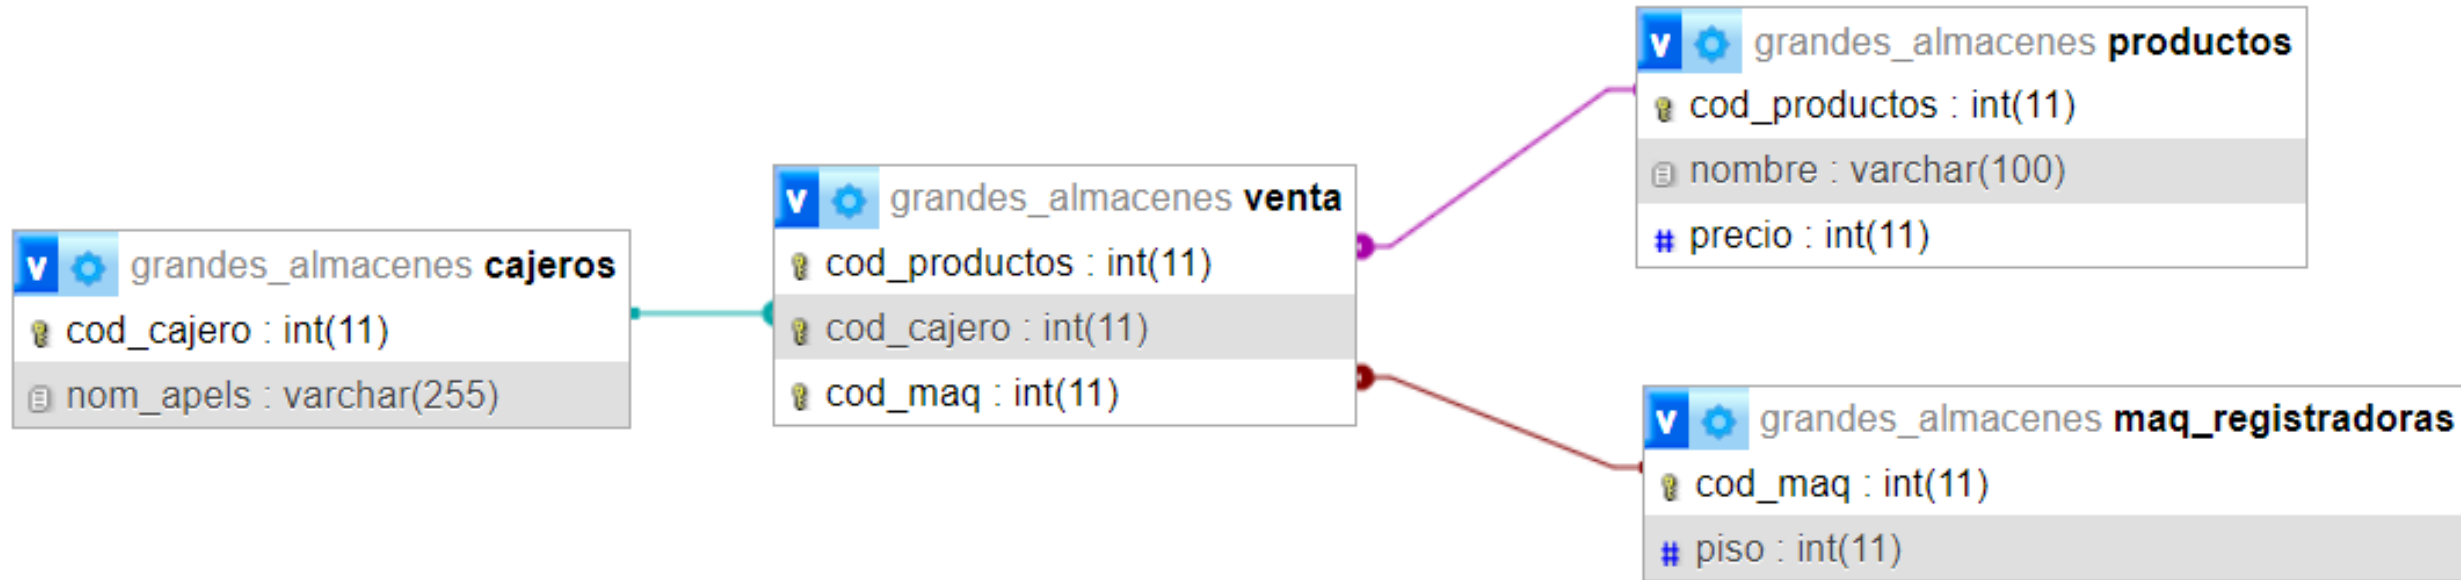 v grandes_almacenes cajeros
cod_cajero : int(11)
nom_apels : varchar(255)
v grandes_almacenes venta
cod_productos : int(11)
cod_cajero : int(11)
cod_maq : int(11)
v grandes_almacenes productos
cod_productos : int(11)
nombre : varchar(100)
# precio : int(11)
v grandes_almacenes maq_registradoras
cod_maq : int(11)
# piso : int(11)